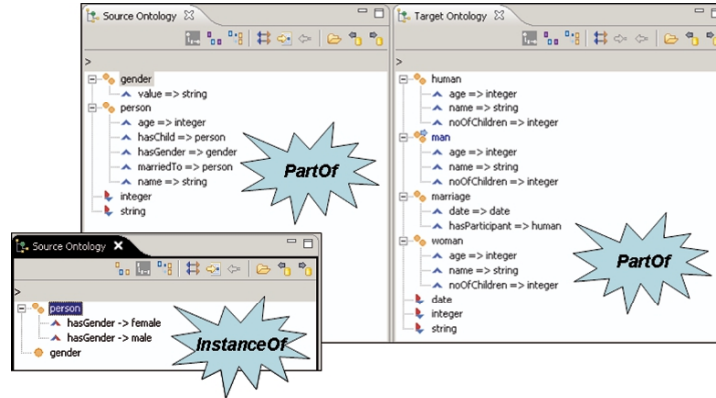 Source Ontology
>
gender
value => string
person
age => integer
hasChild => person
hasGender => gender
marriedTo => person
name => string
integer
string
PartOf
Target Ontology
>
human
age => integer
name => string
noOfChildren => integer
man
age => integer
name => string
noOfChildren => integer
marriage
date => date
hasParticipant => human
woman
age => integer
name => string
noOfChildren => integer
date
integer
string
PartOf
Source Ontology
>
person
hasGender -> female
hasGender -> male
gender
InstanceOf